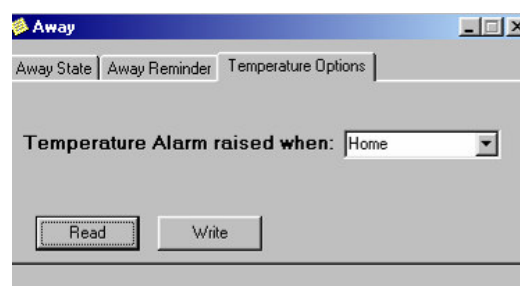 Away
Away State Away Reminder Temperature Options
Temperature Alarm raised when: Home
Read Write